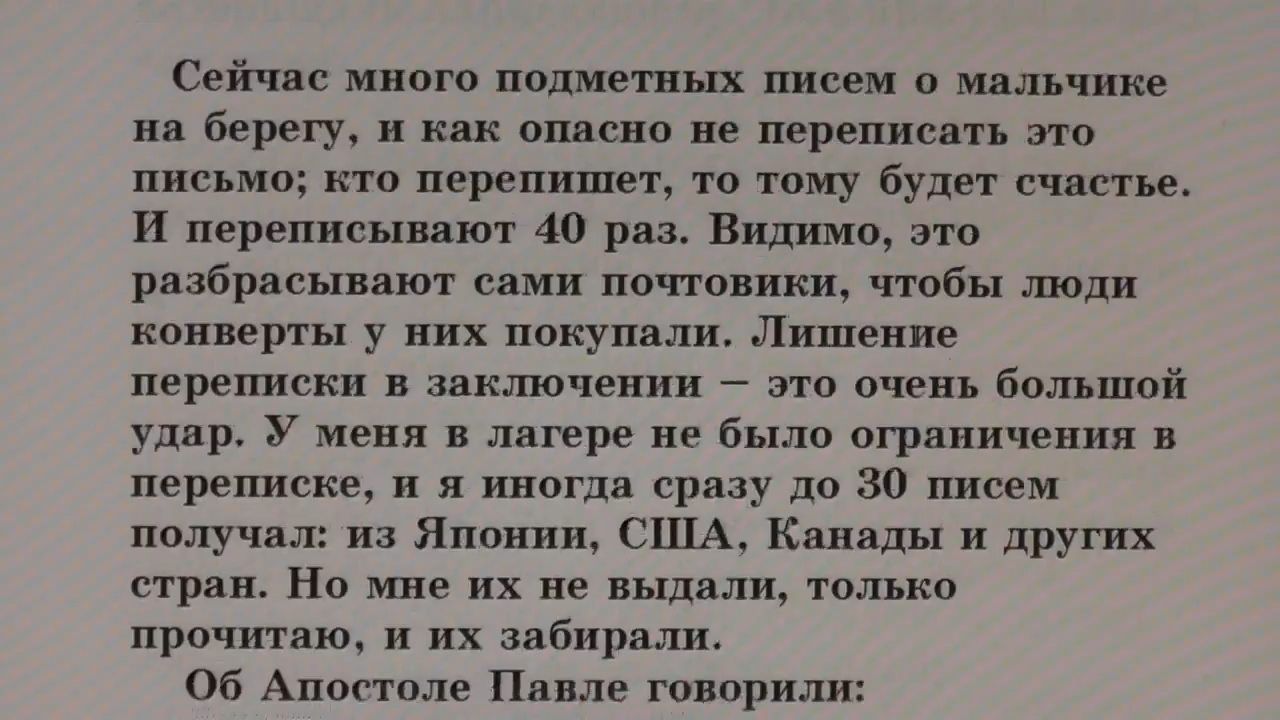 Сейчас много подметных писем о мальчике
на берегу, и как опасно не переписать это
письмо; кто перепишет, то тому будет счастье.
И переписывают 40 раз. Видимо, это
разбрасывают сами почтовики, чтобы люди
конверты у них покупали. Лишение
переписки в заключении – это очень большой
удар. У меня в лагере не было ограничения в
переписке, и я иногда сразу до 30 писем
получал: из Японии, США, Канады и других
стран. Но мне их не выдали, только
прочитаю, и их забирали.
Об Апостоле Павле говорили: